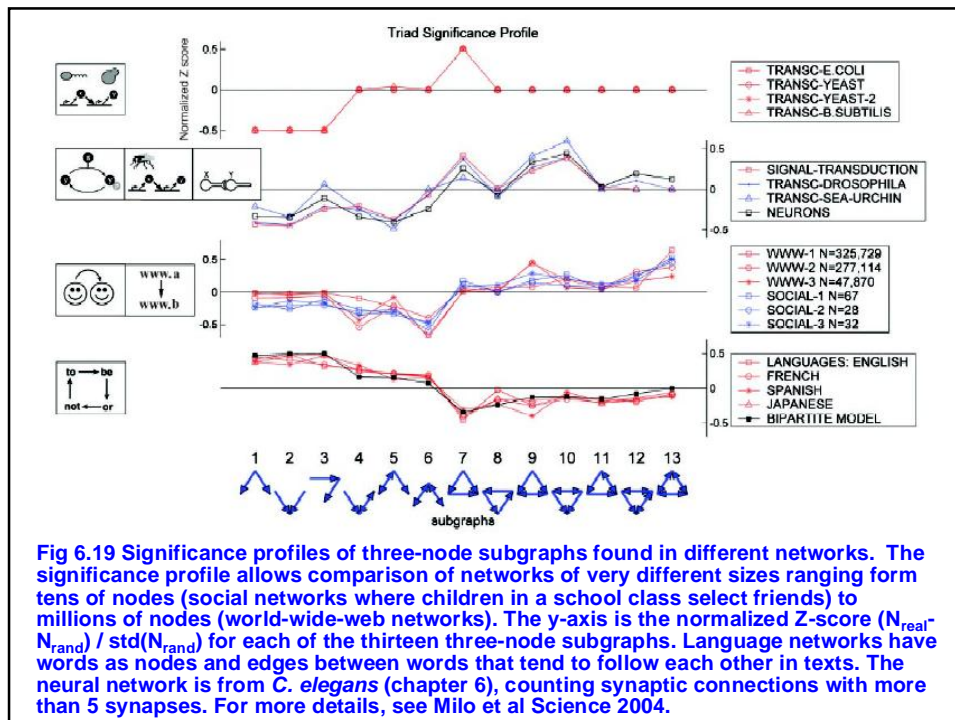 Triad Significance Profile
Normalized Z score
0.5
0
-0.5
TRANSC-E.COLI
TRANSC-YEAST
TRANSC-YEAST-2
TRANSC-B.SUBTILIS
X
Y
X
Y
0.5
0
-0.5
SIGNAL-TRANSDUCTION
TRANSC-DROSOPHILA
TRANSC-SEA-URCHIN
NEURONS
www.a
www.b
0.5
0
-0.5
WWW-1 N=325,729
WWW-2 N=277,114
WWW-3 N=47,870
SOCIAL-1 N=67
SOCIAL-2 N=28
SOCIAL-3 N=32
to be
not or
0.5
0
-0.5
LANGUAGES: ENGLISH
FRENCH
SPANISH
JAPANESE
BIPARTITE MODEL
1 2 3 4 5 6 7 8 9 10 11 12 13
subgraphs
Fig 6.19 Significance profiles of three-node subgraphs found in different networks. The
significance profile allows comparison of networks of very different sizes ranging form
tens of nodes (social networks where children in a school class select friends) to
millions of nodes (world-wide-web networks). The y-axis is the normalized Z-score (Nreal-
Nrand) / std(Nrand) for each of the thirteen three-node subgraphs. Language networks have
words as nodes and edges between words that tend to follow each other in texts. The
neural network is from C. elegans (chapter 6), counting synaptic connections with more
than 5 synapses. For more details, see Milo et al Science 2004.